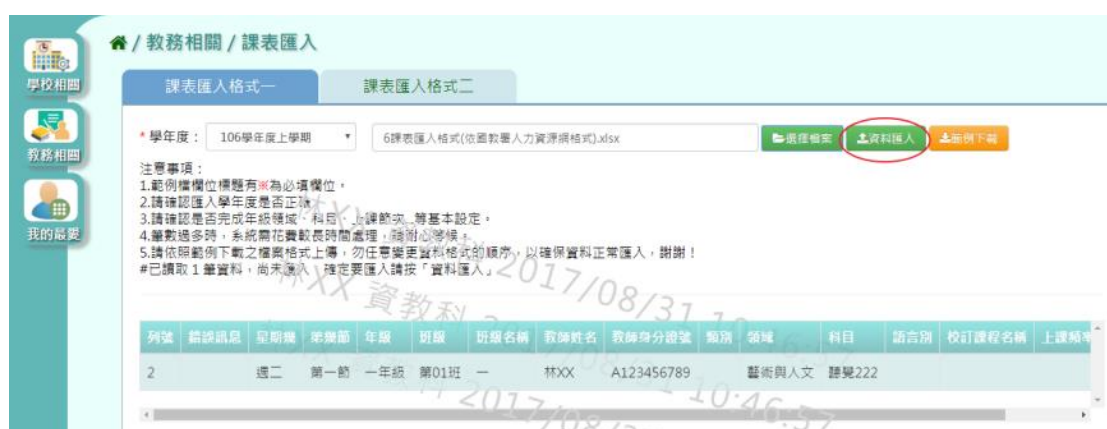 / 教務相關 / 課表匯入
學校相關
教務相關
我的最愛
課表匯入格式一 課表匯入格式二
* 學年度： 106學年度上學期 6課表匯入格式(依國教署人力資源網格式).xlsx 選擇檔案 資料匯入 範例下載
注意事項：
1.範例檔欄位標題有※為必填欄位。
2.請確認匯入學年度是否正確。
3.請確認是否完成年級領域、科目、上課節次...等基本設定。
4.筆數過多時，系統需花費較長時間處理，請耐心等候。
5.請依照範例下載之檔案格式上傳，勿任意變更資料格式的順序，以確保資料正常匯入，謝謝！
#已讀取 1 筆資料，尚未匯入，確定要匯入請按「資料匯入」
列號 錯誤訊息 星期幾 第幾節 年級 班級 班級名稱 教師姓名 教師身分證號 類別 領域 科目 語言別 校訂課程名稱 上課頻率
2 週二 第一節 一年級 第01班 一 林XX A123456789 藝術與人文 聽覺222
林XX 資教科 2017/08/31 10:46:57